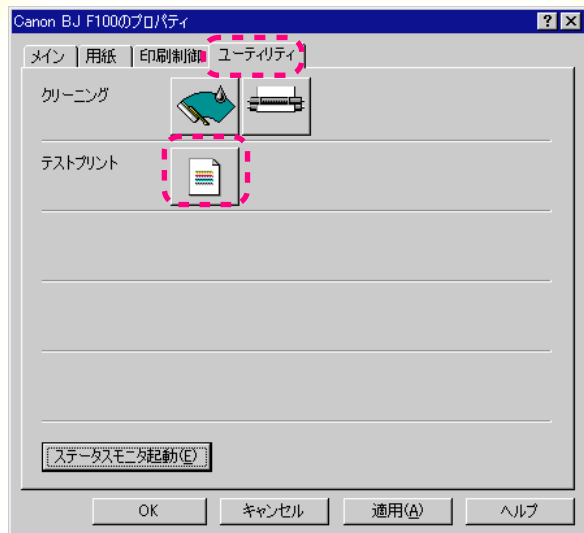 Canon BJ F100のプロパティ
メイン 用紙 印刷制御 ユーティリティ
クリーニング
テストプリント
ステータスモニタ起動(E)
OK キャンセル 適用(A) ヘルプ